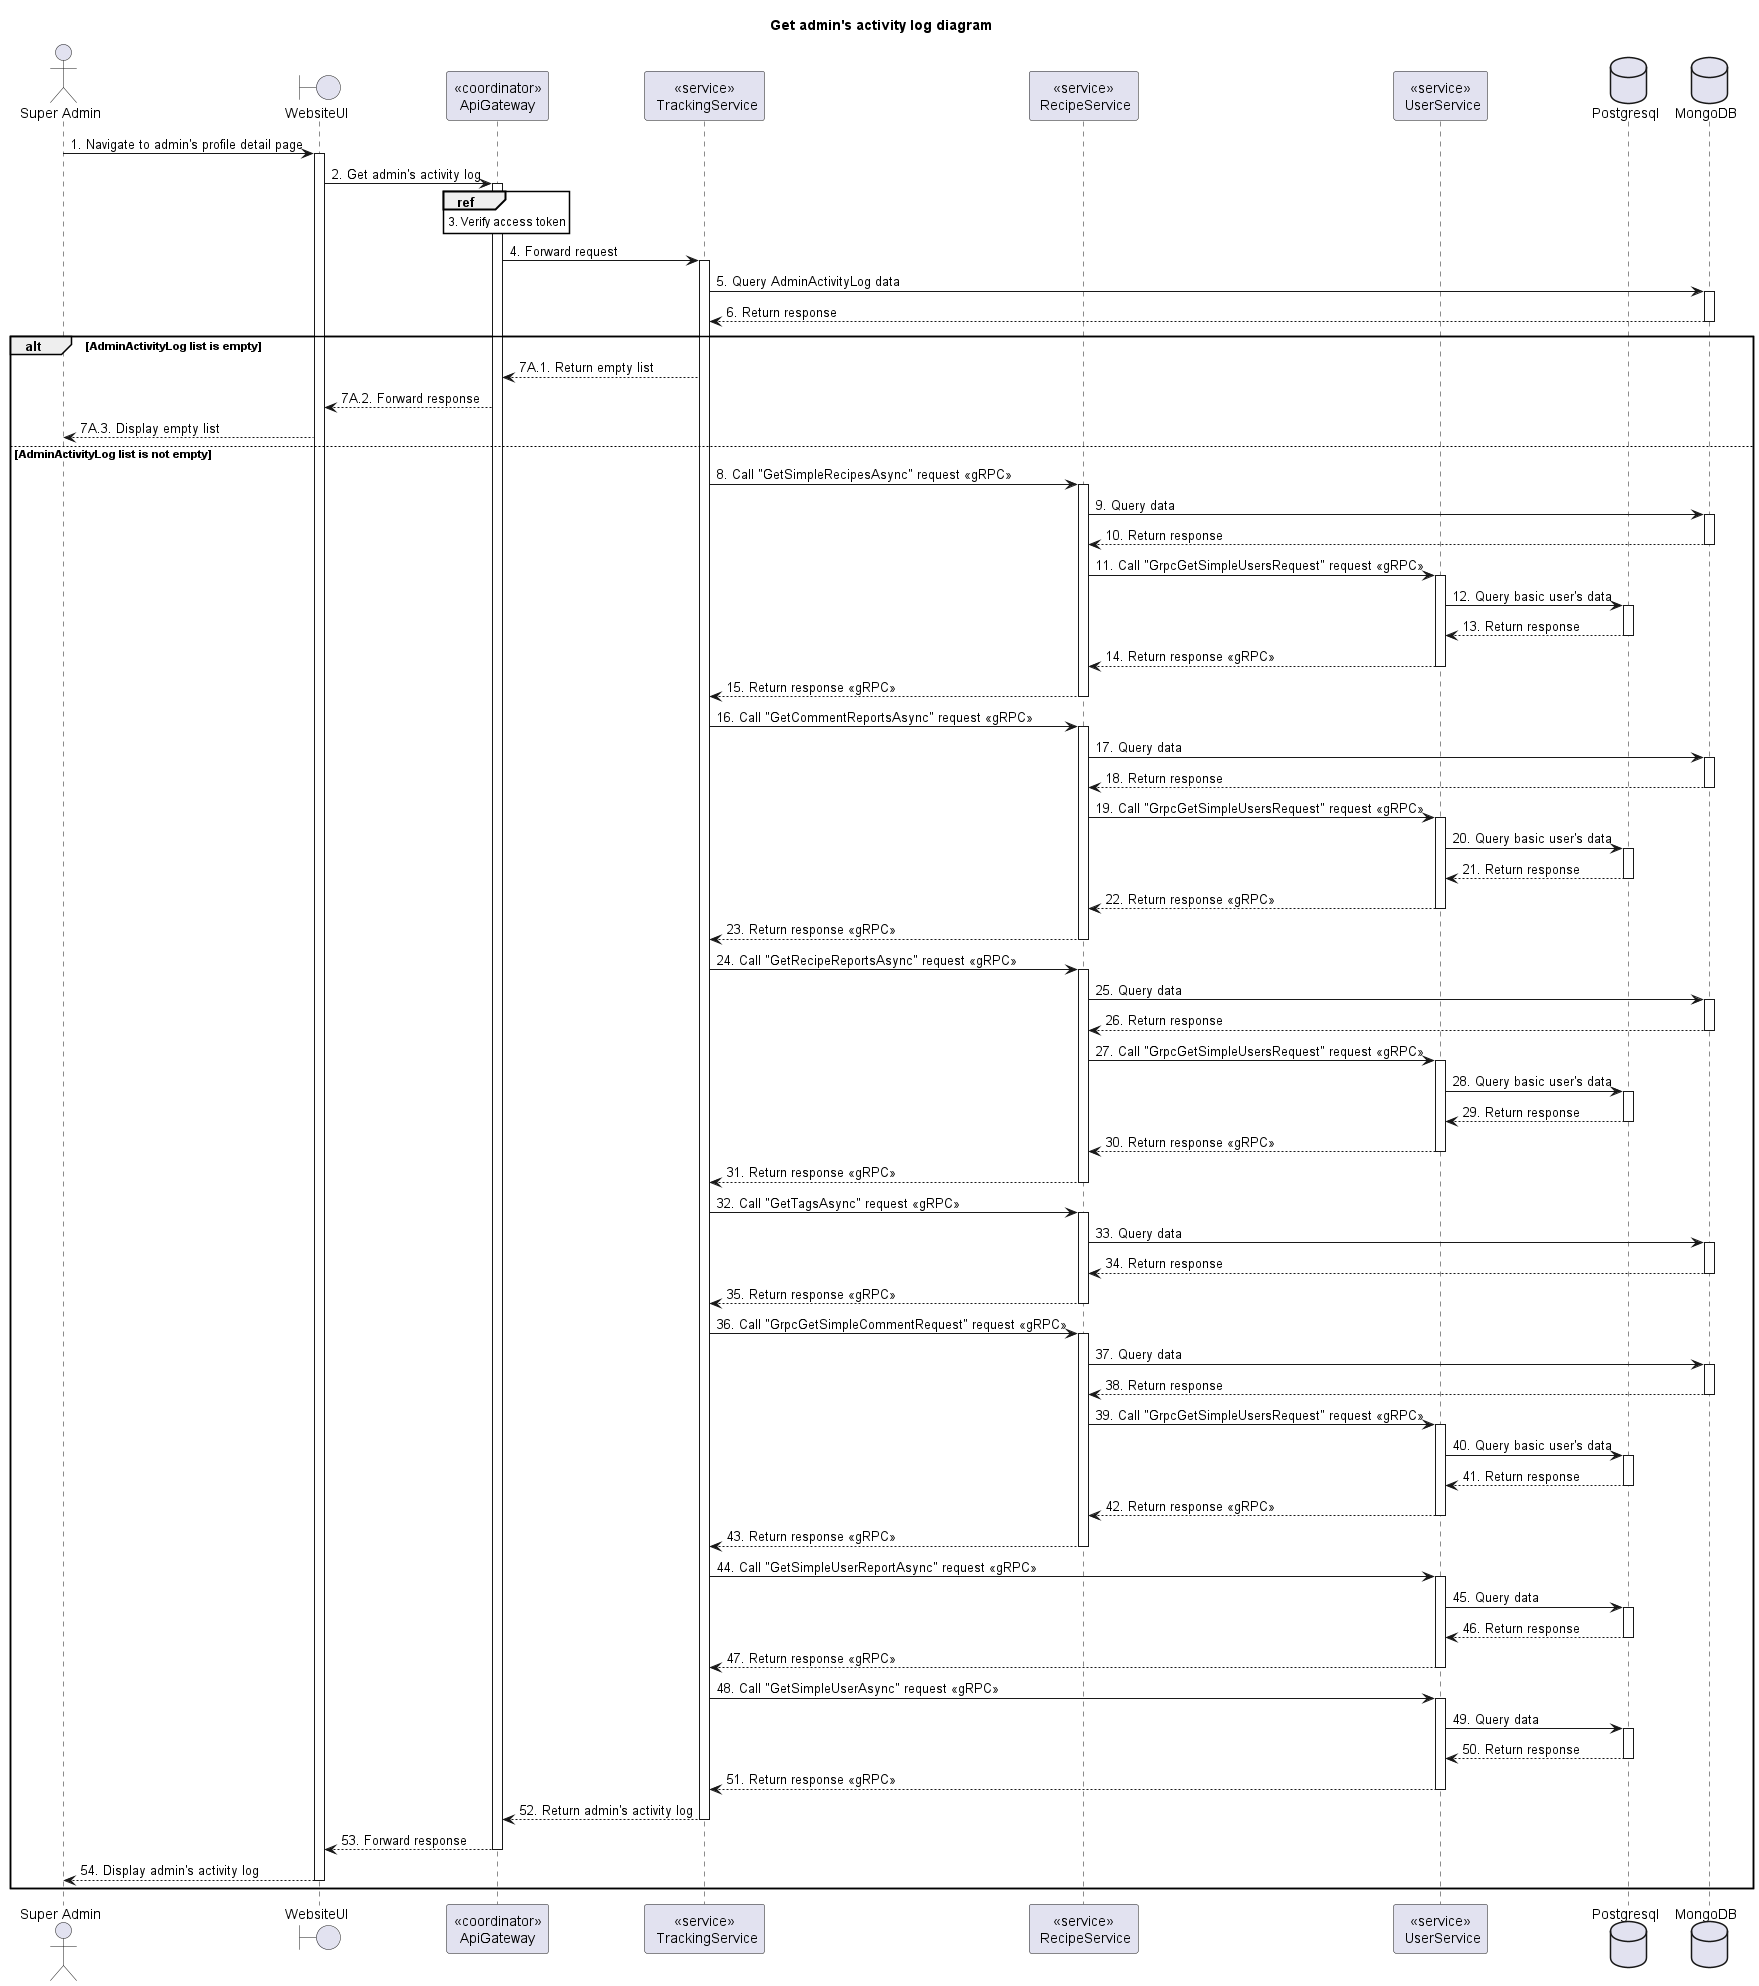 Get admin's activity log diagram
Super Admin
WebsiteUI
«coordinator»
ApiGateway
«service»
TrackingService
«service»
RecipeService
«service»
UserService
Postgresql
MongoDB
1. Navigate to admin's profile detail page
2. Get admin's activity log
ref
3. Verify access token
4. Forward request
5. Query AdminActivityLog data
6. Return response
alt [AdminActivityLog list is empty]
7A.1. Return empty list
7A.2. Forward response
7A.3. Display empty list
[AdminActivityLog list is not empty]
8. Call "GetSimpleRecipesAsync" request «gRPC»
9. Query data
10. Return response
11. Call "GrpcGetSimpleUsersRequest" request «gRPC»
12. Query basic user's data
13. Return response
14. Return response «gRPC»
15. Return response «gRPC»
16. Call "GetCommentReportsAsync" request «gRPC»
17. Query data
18. Return response
19. Call "GrpcGetSimpleUsersRequest" request «gRPC»
20. Query basic user's data
21. Return response
22. Return response «gRPC»
23. Return response «gRPC»
24. Call "GetRecipeReportsAsync" request «gRPC»
25. Query data
26. Return response
27. Call "GrpcGetSimpleUsersRequest" request «gRPC»
28. Query basic user's data
29. Return response
30. Return response «gRPC»
31. Return response «gRPC»
32. Call "GetTagsAsync" request «gRPC»
33. Query data
34. Return response
35. Return response «gRPC»
36. Call "GrpcGetSimpleCommentRequest" request «gRPC»
37. Query data
38. Return response
39. Call "GrpcGetSimpleUsersRequest" request «gRPC»
40. Query basic user's data
41. Return response
42. Return response «gRPC»
43. Return response «gRPC»
44. Call "GetSimpleUserReportAsync" request «gRPC»
45. Query data
46. Return response
47. Return response «gRPC»
48. Call "GetSimpleUserAsync" request «gRPC»
49. Query data
50. Return response
51. Return response «gRPC»
52. Return admin's activity log
53. Forward response
54. Display admin's activity log
Super Admin
WebsiteUI
«coordinator»
ApiGateway
«service»
TrackingService
«service»
RecipeService
«service»
UserService
Postgresql
MongoDB